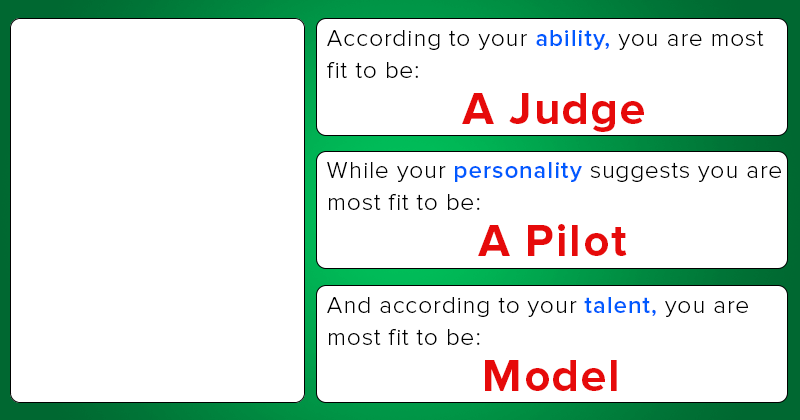 According to your ability, you are most
fit to be:
A Judge
While your personality suggests you are
most fit to be:
A Pilot
And according to your talent, you are
most fit to be:
Model